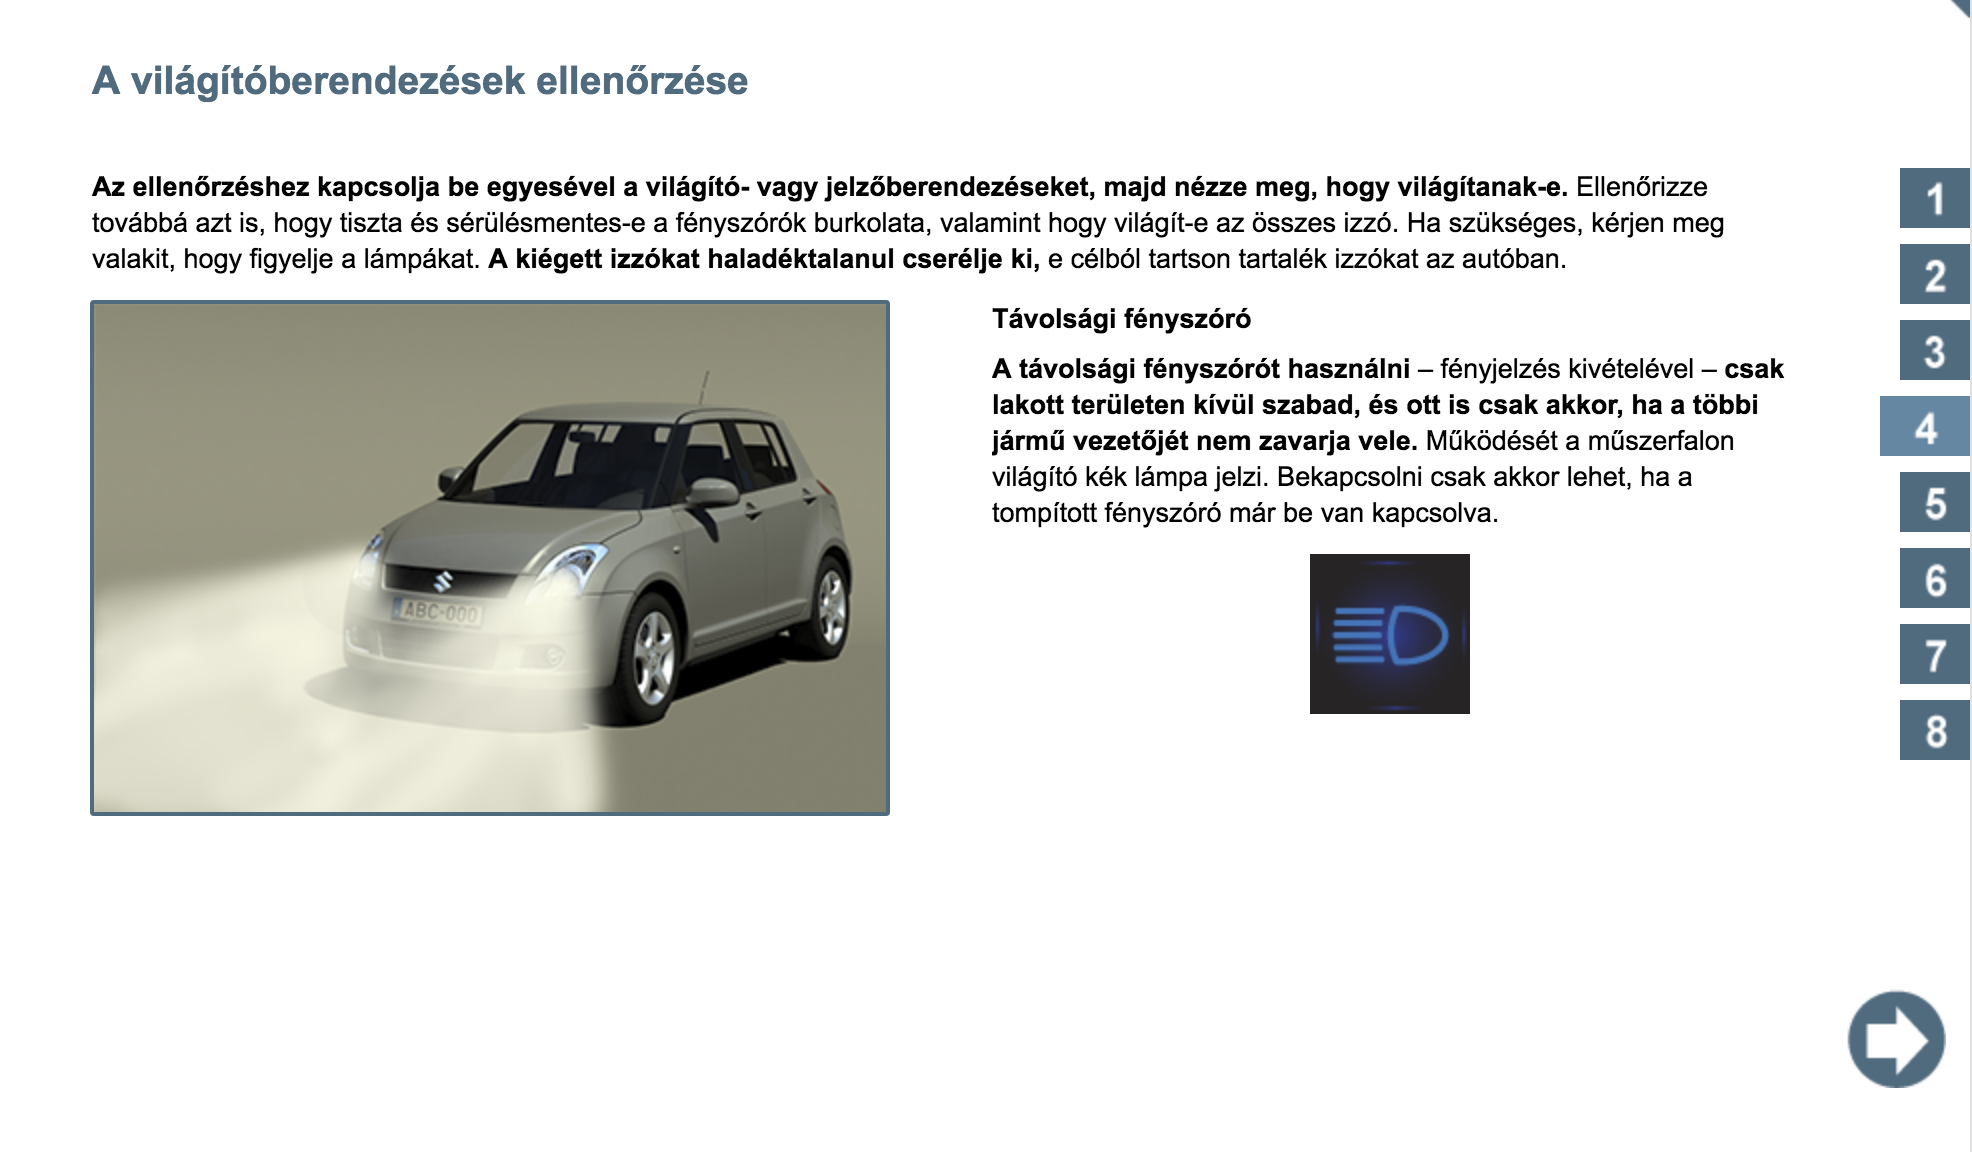 A világítóberendezések ellenőrzése
Az ellenőrzéshez kapcsolja be egyesével a világító- vagy jelzőberendezéseket, majd nézze meg, hogy világítanak-e. Ellenőrizze
továbbá azt is, hogy tiszta és sérülésmentes-e a fényszórók burkolata, valamint hogy világít-e az összes izzó. Ha szükséges, kérjen meg
valakit, hogy figyelje a lámpákat. A kiégett izzókat haladéktalanul cserélje ki, e célból tartson tartalék izzókat az autóban.
ABC-000
Távolsági fényszóró
A távolsági fényszórót használni – fényjelzés kivételével – csak
lakott területen kívül szabad, és ott is csak akkor, ha a többi
jármű vezetőjét nem zavarja vele. Működését a műszerfalon
világító kék lámpa jelzi. Bekapcsolni csak akkor lehet, ha a
tompított fényszóró már be van kapcsolva.
1
2
3
4
5
6
7
8